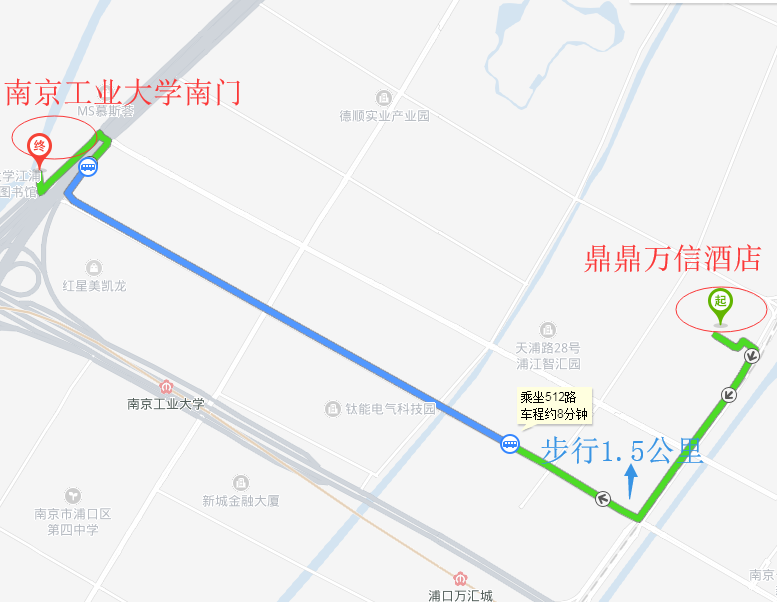 南京工业大学南门
MS慕斯荟
德顺实业产业园
终
大学江浦
图书馆
鼎鼎万信酒店
红星美凯龙
起
天浦路28号
浦江智汇园
南京工业大学
钛能电气科技园
乘坐512路
车程约8分钟
步行1.5公里
新城金融大厦
南京市浦口区
第四中学
南京
浦口万汇城